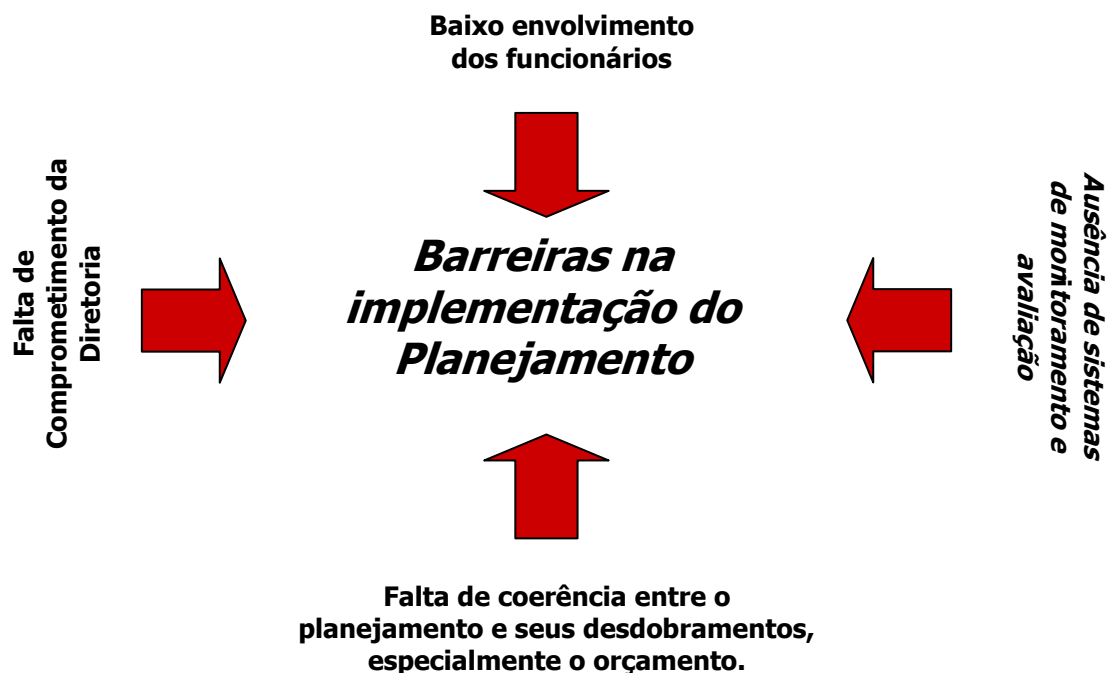 Baixo envolvimento
dos funcionários
Falta de
Comprometimento da
Diretoria
Barreiras na
implementação do
Planejamento
Ausência de sistemas
de monitoramento e
avaliação
Falta de coerência entre o
planejamento e seus desdobramentos,
especialmente o orçamento.